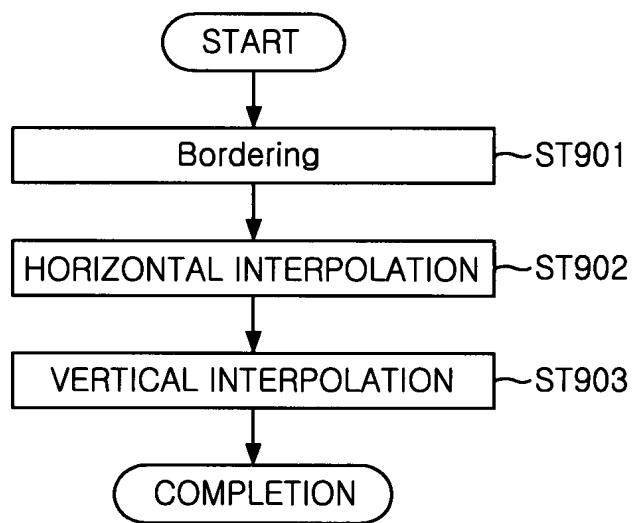 START
Bordering
ST901
HORIZONTAL INTERPOLATION
ST902
VERTICAL INTERPOLATION
ST903
COMPLETION